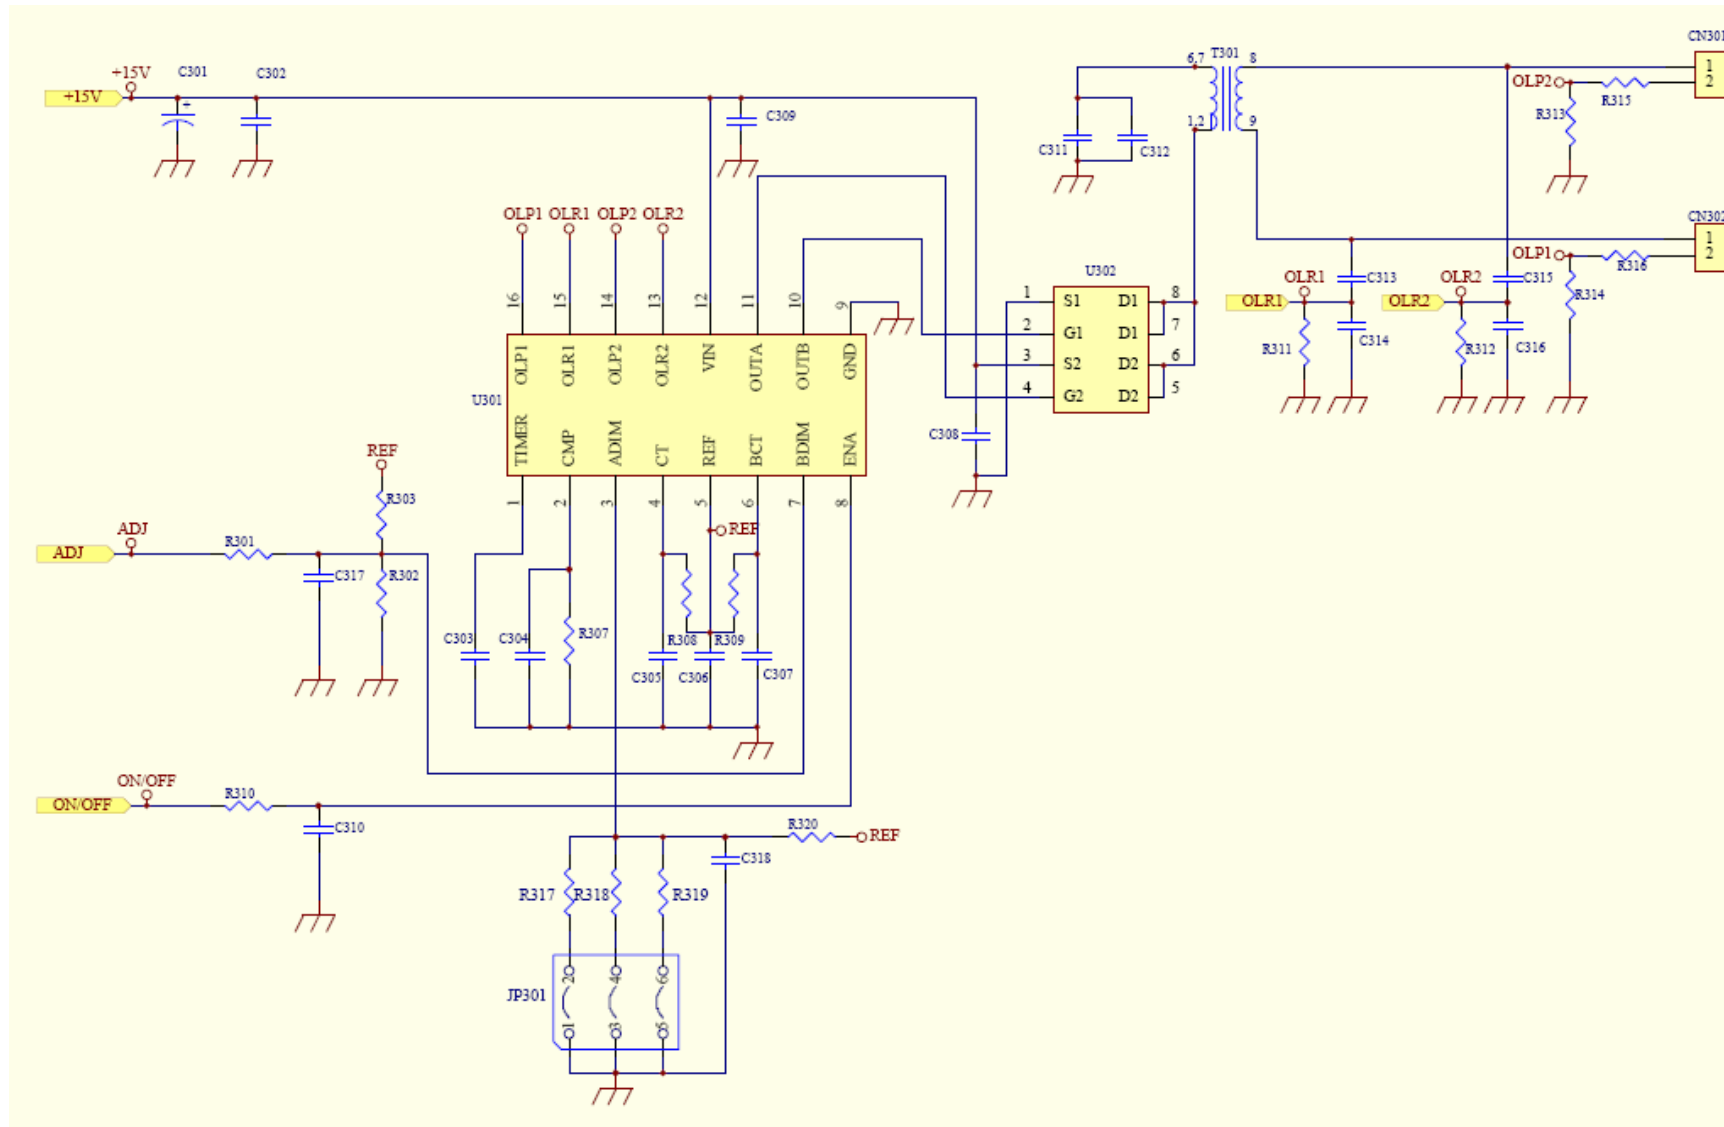 CN301
T301
6,7
8
+15V
C301
C302
+15V
+
1
2
OLP2
R315
R313
C309
1,2
9
C311
C312
CN302
OLP1 OLR1 OLP2 OLR2
1
2
OLP1
R316
U302
OLR1
C313
OLR2
C315
16
15
14
13
12
11
10
9
1
S1
D1
8
OLR1
OLR2
R314
2
G1
D1
7
R311
C314
R312
C316
3
S2
D2
6
4
G2
D2
5
OLP1
OLR1
OLP2
OLR2
VIN
OUTA
OUTB
GND
U301
TIMER
CMP
ADIM
CT
REF
BCT
BDIM
ENA
C308
REF
1
2
3
4
5
6
7
8
R303
ADJ
REF
ADJ
R301
C317
R302
C303
C304
R307
R308
R309
C305
C306
C307
ON/OFF
ON/OFF
R310
C310
R320
REF
C318
R317
R318
R319
2
4
6
JP301
1
3
5